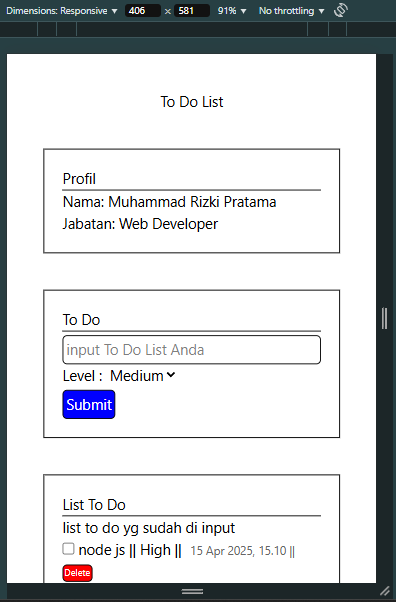 Dimensions: Responsive ▼ 406 × 581 91% ▼ No throttling ▼
To Do List
Profil
Nama: Muhammad Rizki Pratama
Jabatan: Web Developer
To Do
input To Do List Anda
Level : Medium
Submit
List To Do
list to do yg sudah di input
node js || High || 15 Apr 2025, 15.10 ||
Delete